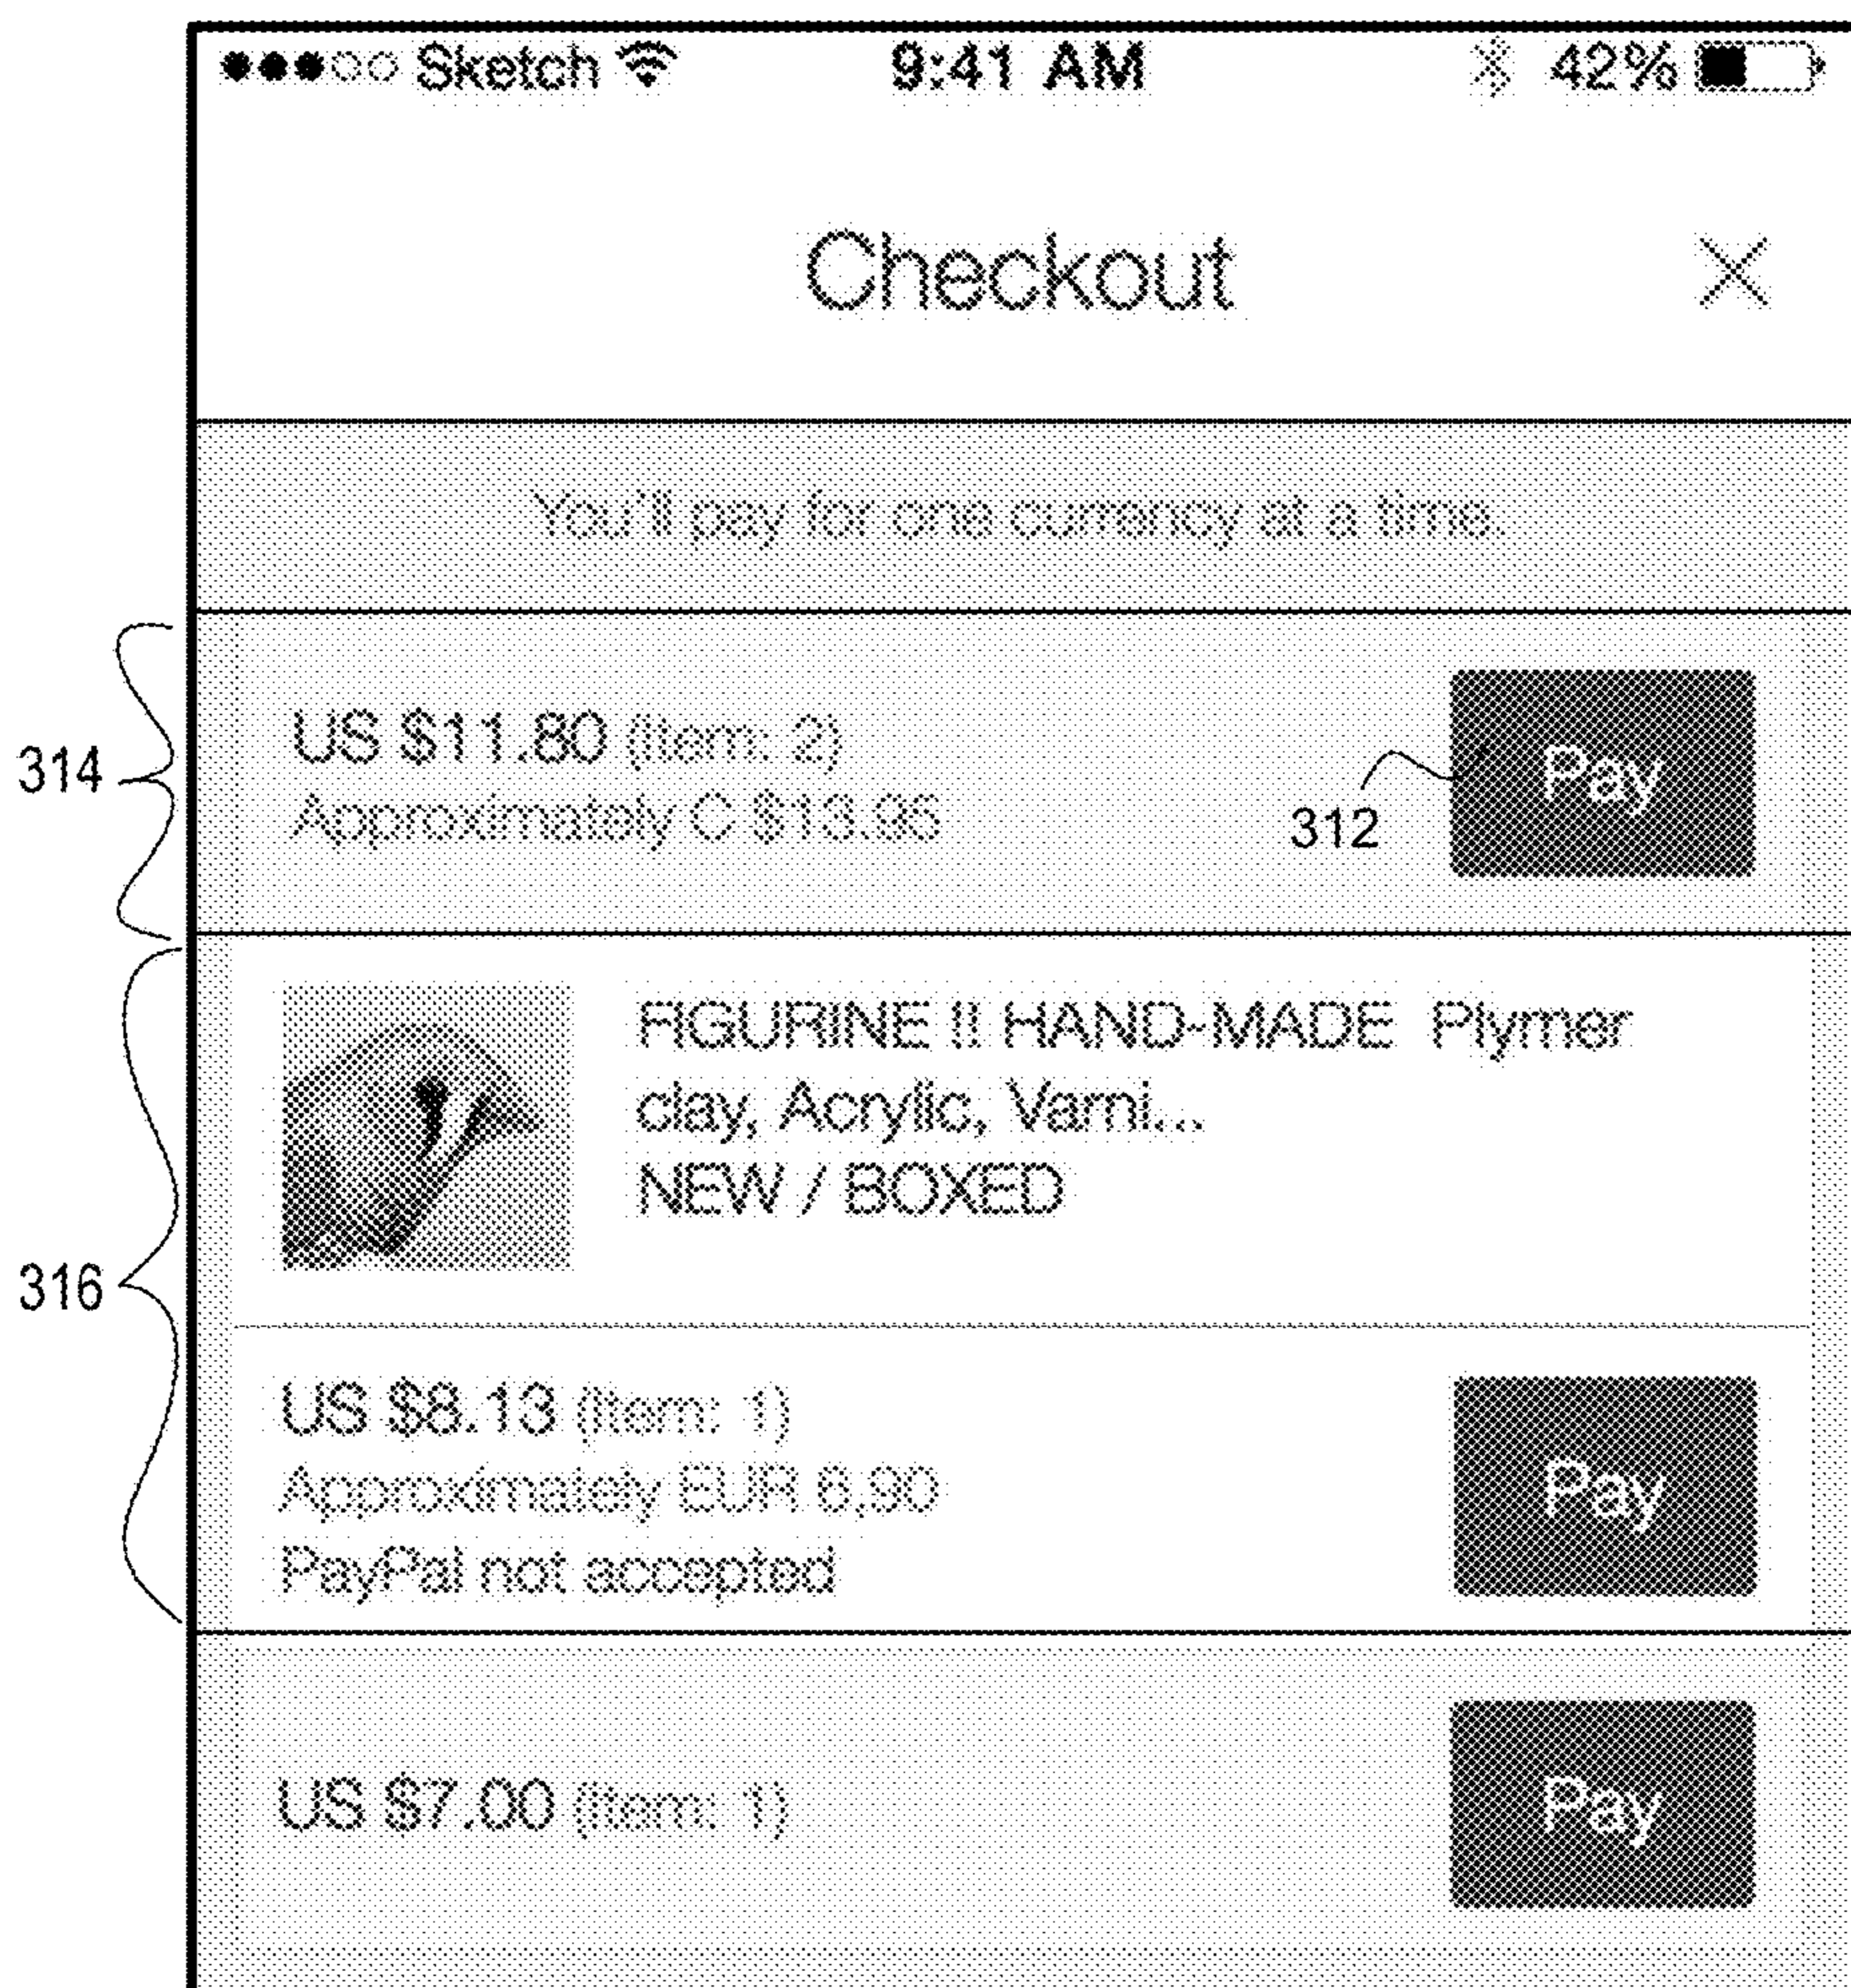 Sketch 9:41 AM 42%
Checkout ×
You'll pay for one currency at a time.
US $11.80 (Item: 2)
Approximately C $13.95
Pay
312
314
FIGURINE !! HAND-MADE Plymer
clay, Acrylic, Varni...
NEW / BOXED
316
US $8.13 (Item: 1)
Approximately EUR 6,90
PayPal not accepted
Pay
US $7.00 (Item: 1)
Pay